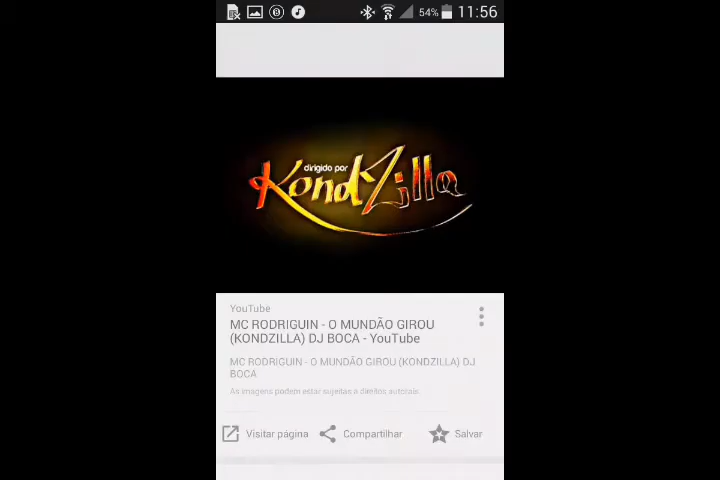 54% 11:56
dirigido por
KondZilla
YouTube
MC RODRIGUIN - O MUNDÃO GIROU
(KONDZILLA) DJ BOCA - YouTube
MC RODRIGUIN - O MUNDÃO GIROU (KONDZILLA) DJ
BOCA
As imagens podem estar sujeitas a direitos autorais.
Visitar página Compartilhar Salvar